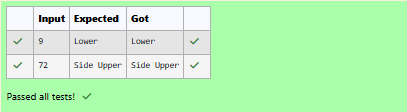 Input Expected Got
9 Lower Lower
72 Side Upper Side Upper
Passed all tests!